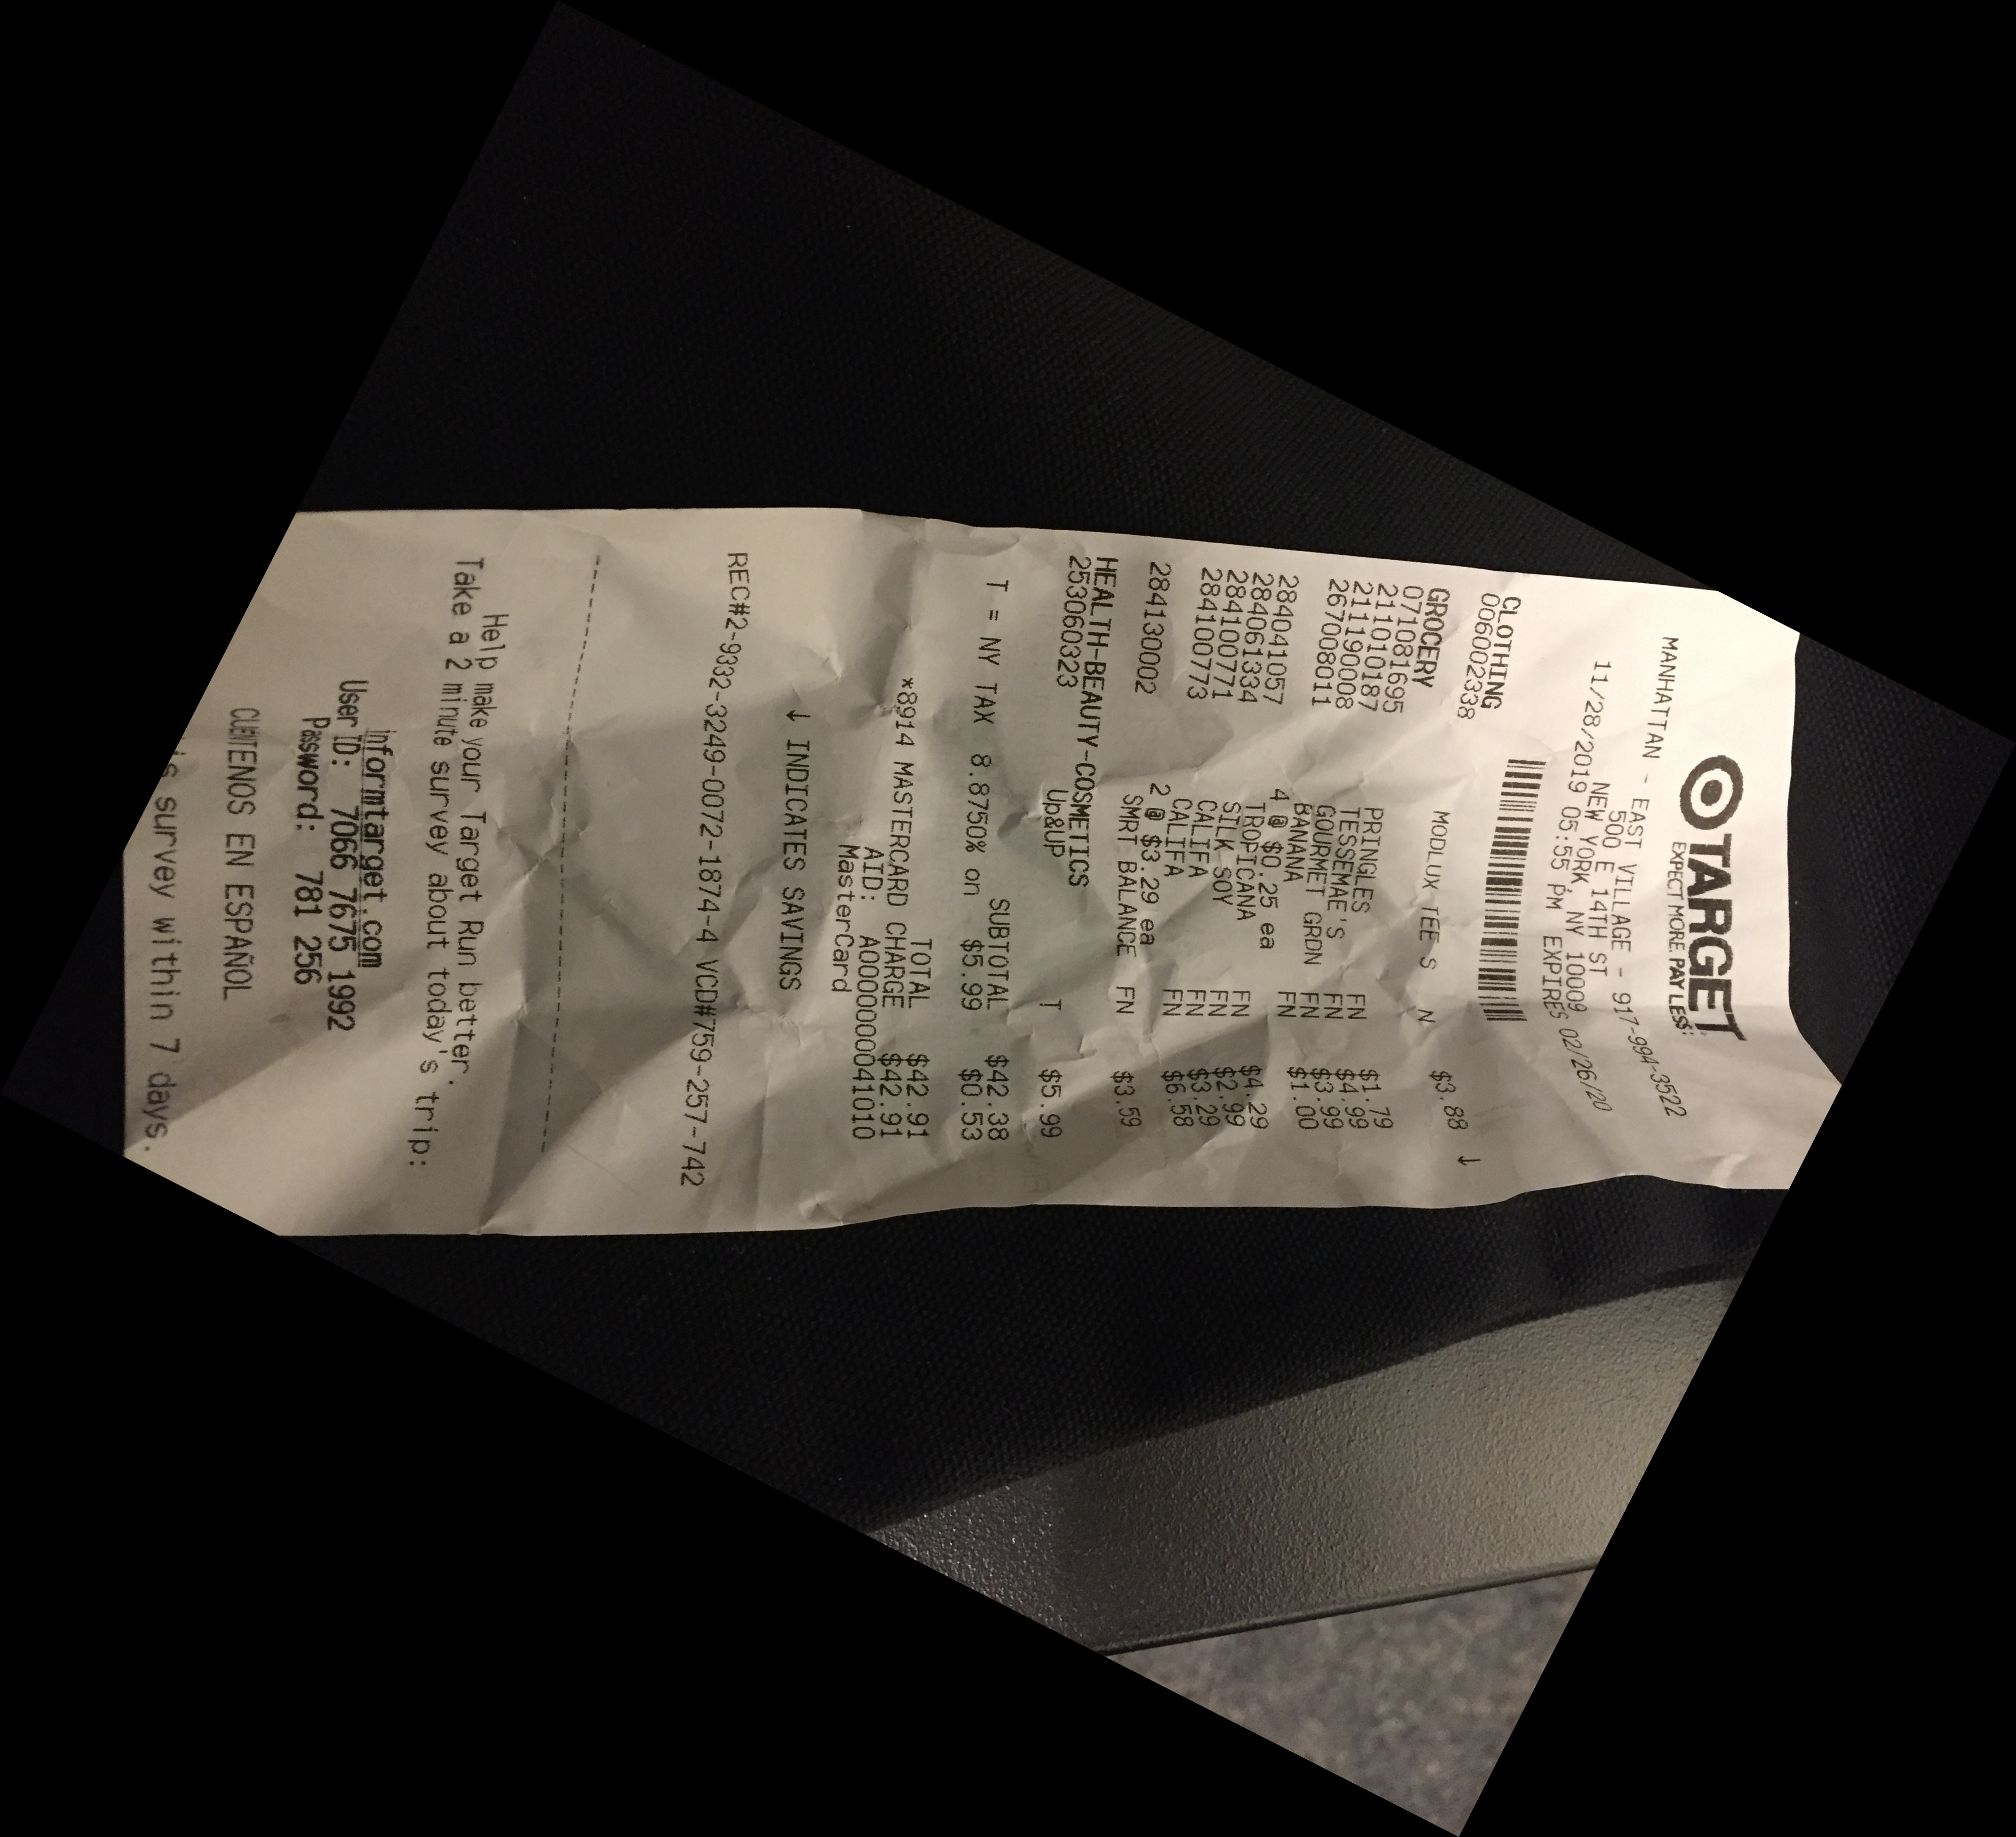 TARGET
EXPECT MORE. PAY LESS.
MANHATTAN - EAST VILLAGE - 917-994-3522
500 E 14TH ST
NEW YORK, NY 10009
11/28/2019 05:55 PM EXPIRES 02/26/20
CLOTHING
006002338 MODLUX TEE S N $3.88 ↓
GROCERY
071081695 PRINGLES FN $1.79
211010187 TESSEMAE'S FN $4.99
211190008 GOURMET GRDN FN $3.99
267008011 BANANA FN $1.00
4 @ $0.25 ea
284041057 TROPICANA FN $4.29
284061334 SILK SOY FN $2.99
284100771 CALIFA FN $3.29
284100773 CALIFA FN $6.58
2 @ $3.29 ea
284130002 SMRT BALANCE FN $3.59
HEALTH-BEAUTY-COSMETICS
253060323 Up&UP T $5.99
SUBTOTAL $42.38
T = NY TAX 8.8750% on $5.99 $0.53
TOTAL $42.91
*8914 MASTERCARD CHARGE $42.91
AID: A0000000041010
MasterCard
↓ INDICATES SAVINGS
REC#2-9332-3249-0072-1874-4 VCD#759-257-742
Help make your Target Run better.
Take a 2 minute survey about today's trip:
informtarget.com
User ID: 7066 7675 1992
Password: 781 256
CUÉNTENOS EN ESPAÑOL
survey within 7 days.